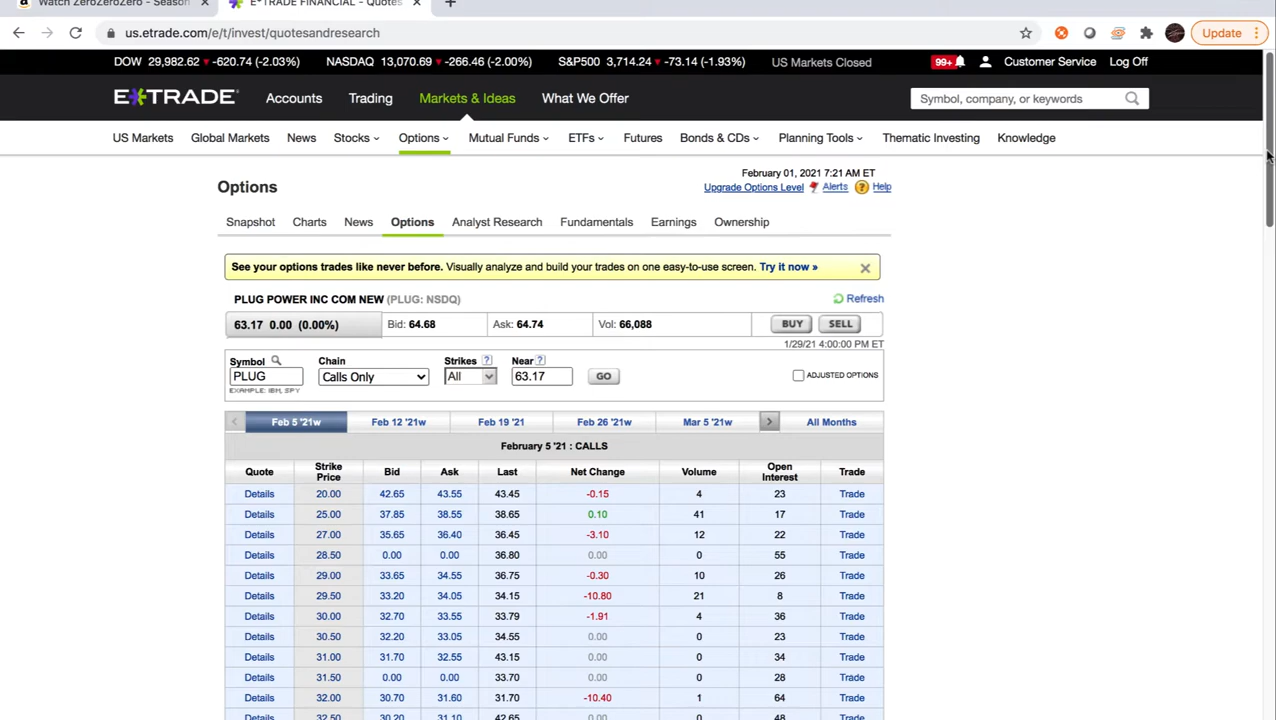 Watch ZeroZeroZero - Season
E*TRADE FINANCIAL - Quotes
us.etrade.com/e/t/invest/quotesandresearch
Update
DOW 29,982.62 -620.74 (-2.03%) NASDAQ 13,070.69 -266.46 (-2.00%) S&P500 3,714.24 -73.14 (-1.93%) US Markets Closed 99+ Customer Service Log Off
E*TRADE Accounts Trading Markets & Ideas What We Offer Symbol, company, or keywords
US Markets Global Markets News Stocks Options Mutual Funds ETFs Futures Bonds & CDs Planning Tools Thematic Investing Knowledge
February 01, 2021 7:21 AM ET
Options Upgrade Options Level Alerts ? Help
Snapshot Charts News Options Analyst Research Fundamentals Earnings Ownership
See your options trades like never before. Visually analyze and build your trades on one easy-to-use screen. Try it now »
PLUG POWER INC COM NEW (PLUG: NSDQ) Refresh
63.17 0.00 (0.00%) Bid: 64.68 Ask: 64.74 Vol: 66,088 BUY SELL
1/29/21 4:00:00 PM ET
Symbol Chain Strikes ? Near ?
PLUG Calls Only All 63.17 GO ADJUSTED OPTIONS
EXAMPLE: IBM, SPY
Feb 5 '21w Feb 12 '21w Feb 19 '21 Feb 26 '21w Mar 5 '21w All Months
February 5 '21 : CALLS
Quote Strike Price Bid Ask Last Net Change Volume Open Interest Trade
Details 20.00 42.65 43.55 43.45 -0.15 4 23 Trade
Details 25.00 37.85 38.55 38.65 0.10 41 17 Trade
Details 27.00 35.65 36.40 36.45 -3.10 12 22 Trade
Details 28.50 0.00 0.00 36.80 0.00 0 55 Trade
Details 29.00 33.65 34.55 36.75 -0.30 10 26 Trade
Details 29.50 33.20 34.05 34.15 -10.80 21 8 Trade
Details 30.00 32.70 33.55 33.79 -1.91 4 36 Trade
Details 30.50 32.20 33.05 34.55 0.00 0 23 Trade
Details 31.00 31.70 32.55 43.15 0.00 0 34 Trade
Details 31.50 0.00 0.00 33.70 0.00 0 28 Trade
Details 32.00 30.70 31.60 31.70 -10.40 1 64 Trade
Details 32.50 30.20 31.10 42.65 0.00 0 48 Trade